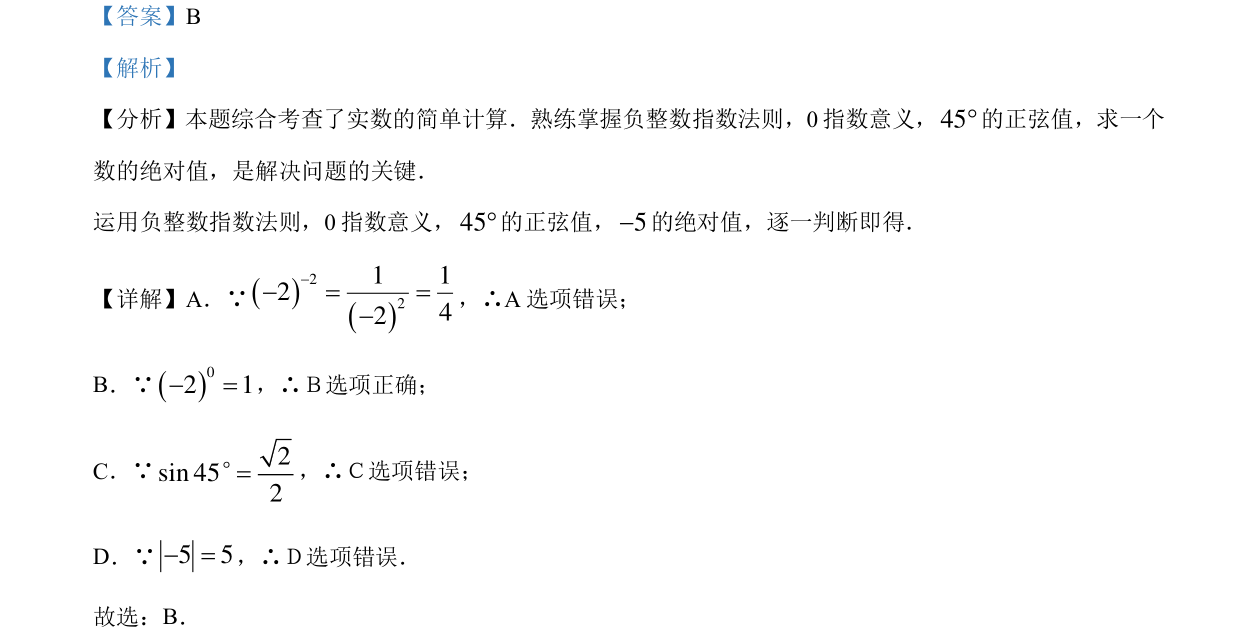 【答案】B
【解析】
【分析】本题综合考查了实数的简单计算．熟练掌握负整数指数法则，0 指数意义，45°的正弦值，求一个
数的绝对值，是解决问题的关键．
运用负整数指数法则，0 指数意义，45°的正弦值，−5的绝对值，逐一判断即得．
【详解】A．∵(−2)⁻² = 1/(−2)² = 1/4，∴A 选项错误；
B．∵(−2)⁰ = 1，∴B选项正确；
C．∵sin 45° = √2/2，∴C选项错误；
D．∵|−5| = 5，∴D选项错误．
故选：B．